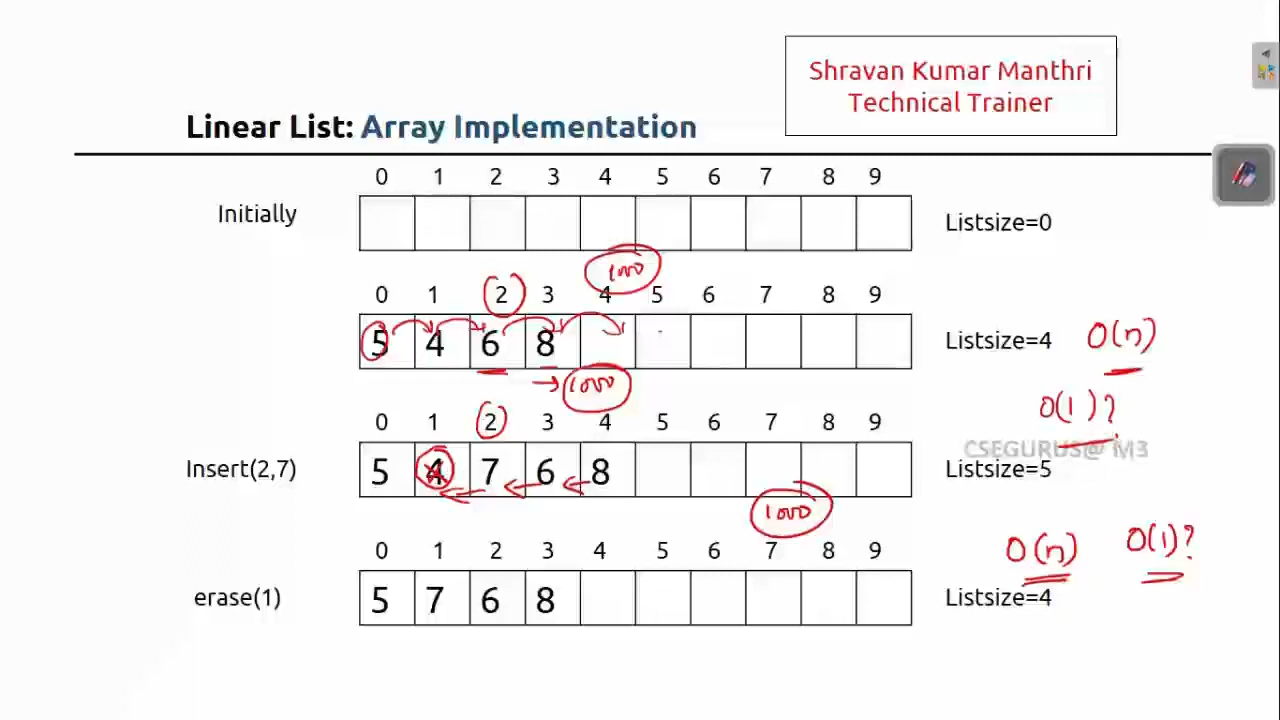 Shravan Kumar Manthri
Technical Trainer
Linear List: Array Implementation
0 1 2 3 4 5 6 7 8 9
Initially
Listsize=0
1000
0 1 2 3 4 5 6 7 8 9
5 4 6 8
Listsize=4 O(n)
1000
O(1)?
0 1 2 3 4 5 6 7 8 9
CSEGURUS@ M3
Insert(2,7) 5 4 7 6 8 Listsize=5
1000
O(n) O(1)?
0 1 2 3 4 5 6 7 8 9
erase(1) 5 7 6 8 Listsize=4